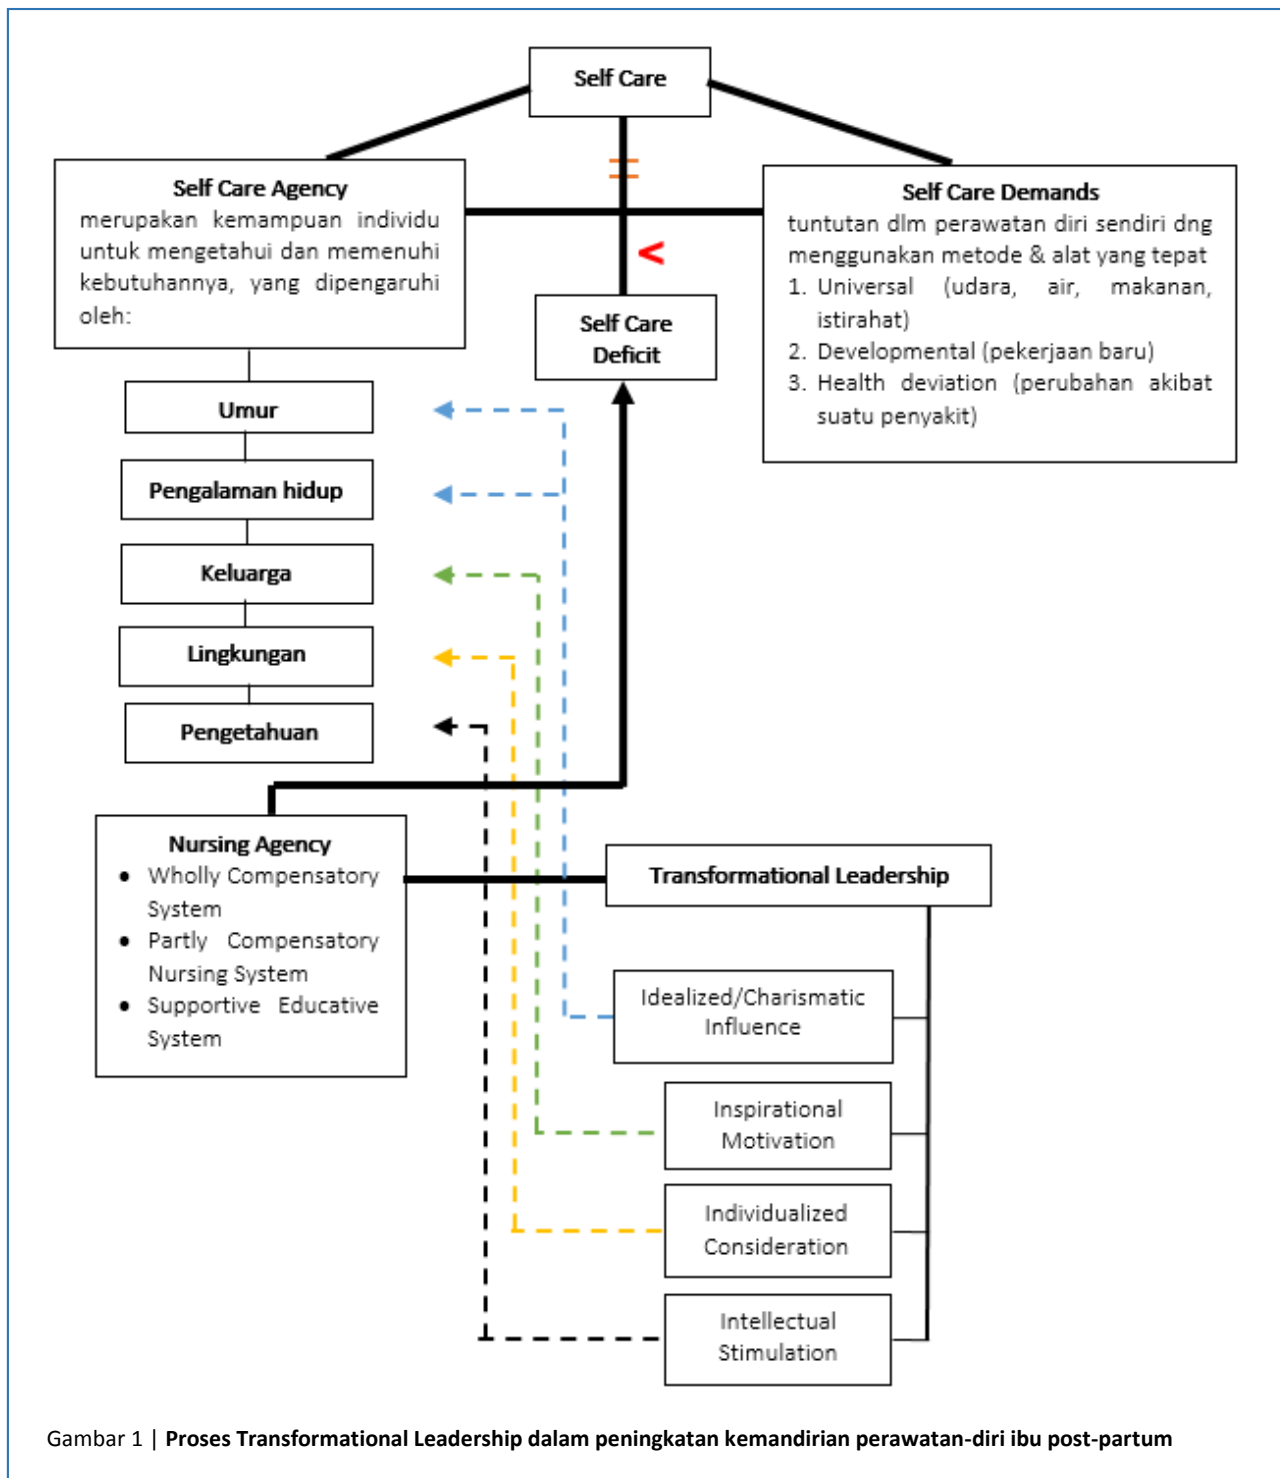 Self Care
Self Care Agency
merupakan kemampuan individu
untuk mengetahui dan memenuhi
kebutuhannya, yang dipengaruhi
oleh:
Self Care Demands
tuntutan dlm perawatan diri sendiri dng
menggunakan metode & alat yang tepat
1. Universal (udara, air, makanan,
istirahat)
2. Developmental (pekerjaan baru)
3. Health deviation (perubahan akibat
suatu penyakit)
<
Self Care
Deficit
Umur
Pengalaman hidup
Keluarga
Lingkungan
Pengetahuan
Nursing Agency
• Wholly Compensatory
System
• Partly Compensatory
Nursing System
• Supportive Educative
System
Transformational Leadership
Idealized/Charismatic
Influence
Inspirational
Motivation
Individualized
Consideration
Intellectual
Stimulation
Gambar 1 | Proses Transformational Leadership dalam peningkatan kemandirian perawatan-diri ibu post-partum